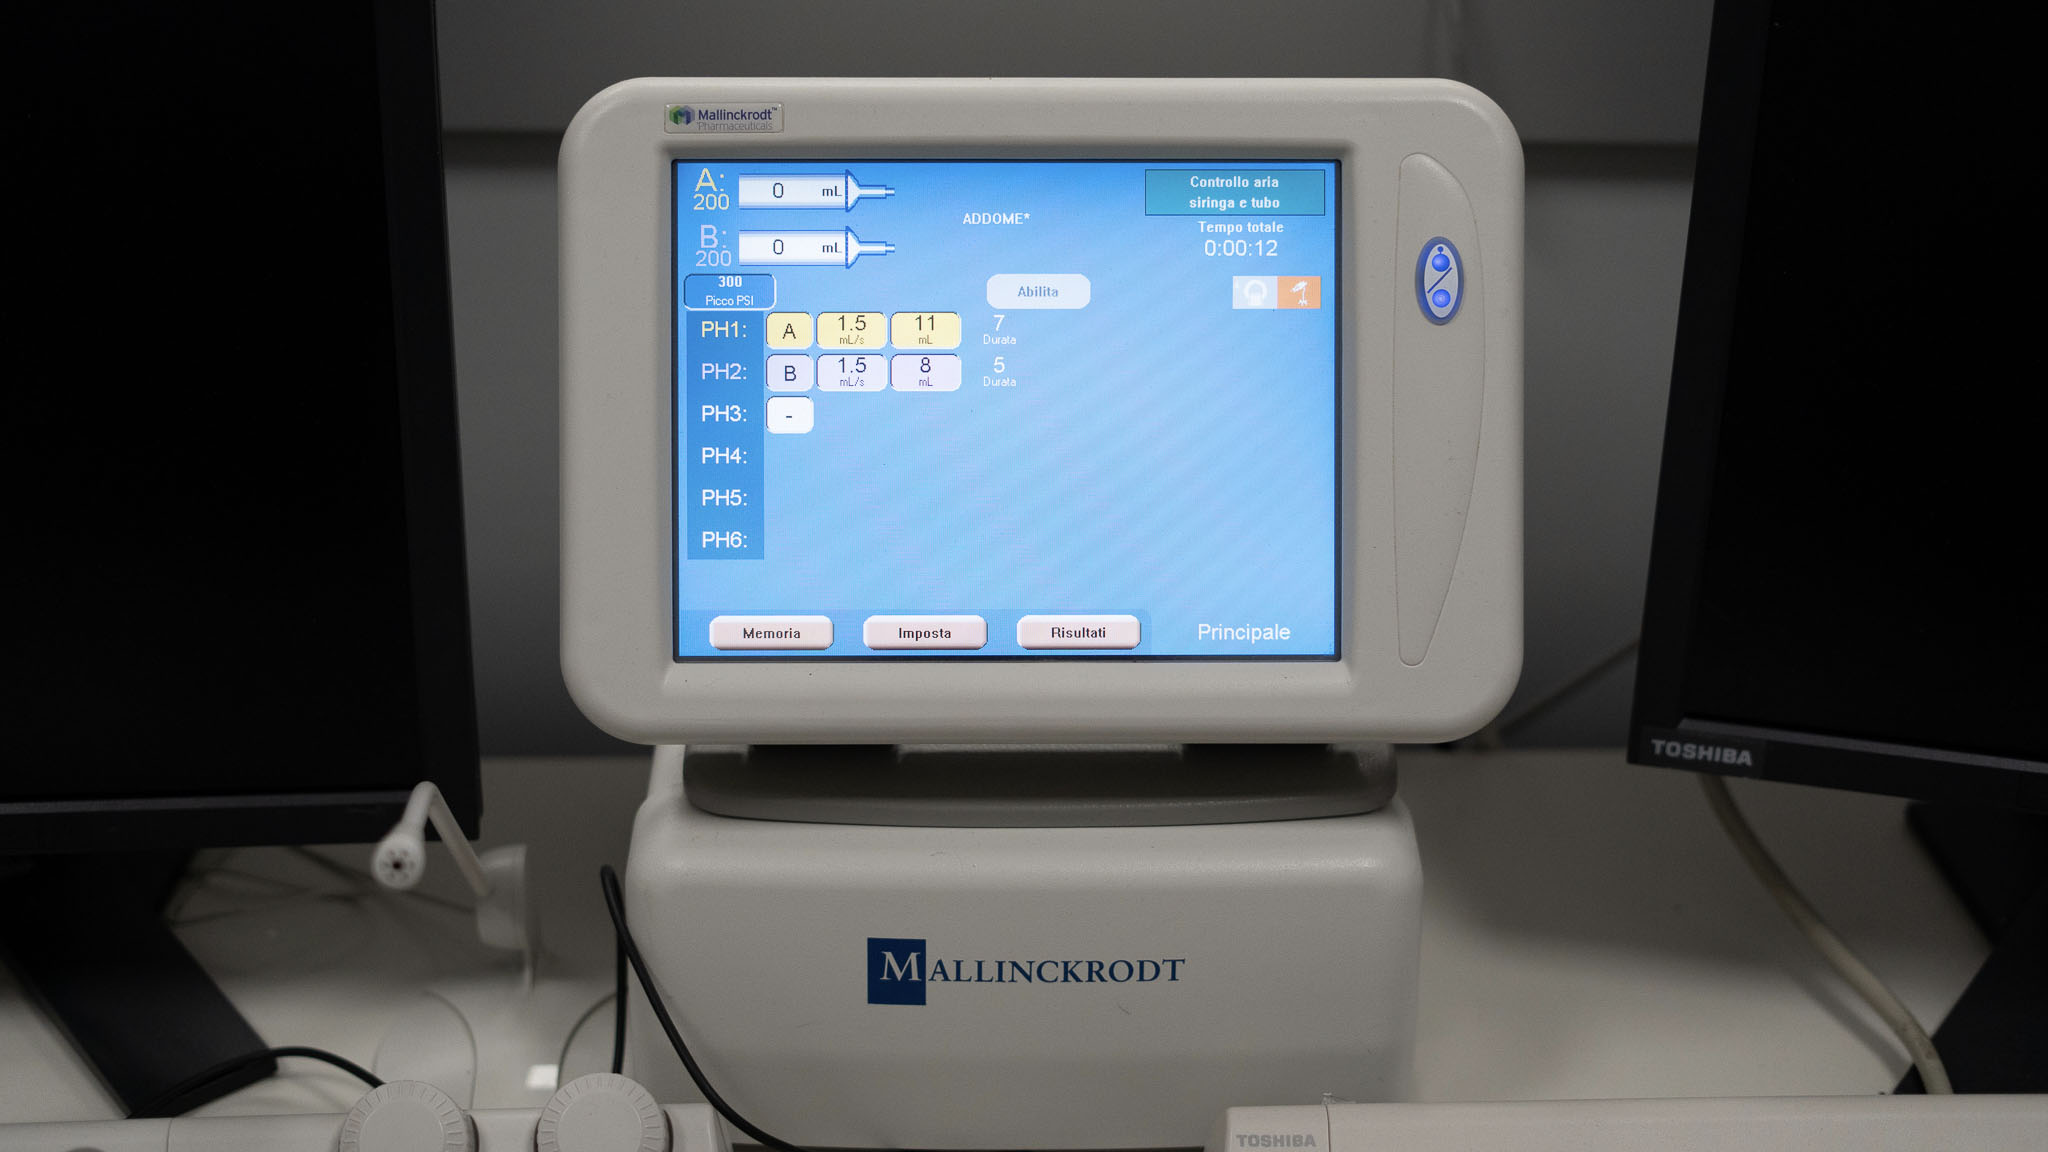 Mallinckrodt™
Pharmaceuticals
A:
200
0 mL
B:
200
0 mL
ADDOME*
Controllo aria
siringa e tubo
Tempo totale
0:00:12
300
Picco PSI
Abilita
PH1: A 1.5 mL/s 11 mL 7 Durata
PH2: B 1.5 mL/s 8 mL 5 Durata
PH3: -
PH4:
PH5:
PH6:
Memoria Imposta Risultati Principale
MALLINCKRODT
TOSHIBA
TOSHIBA